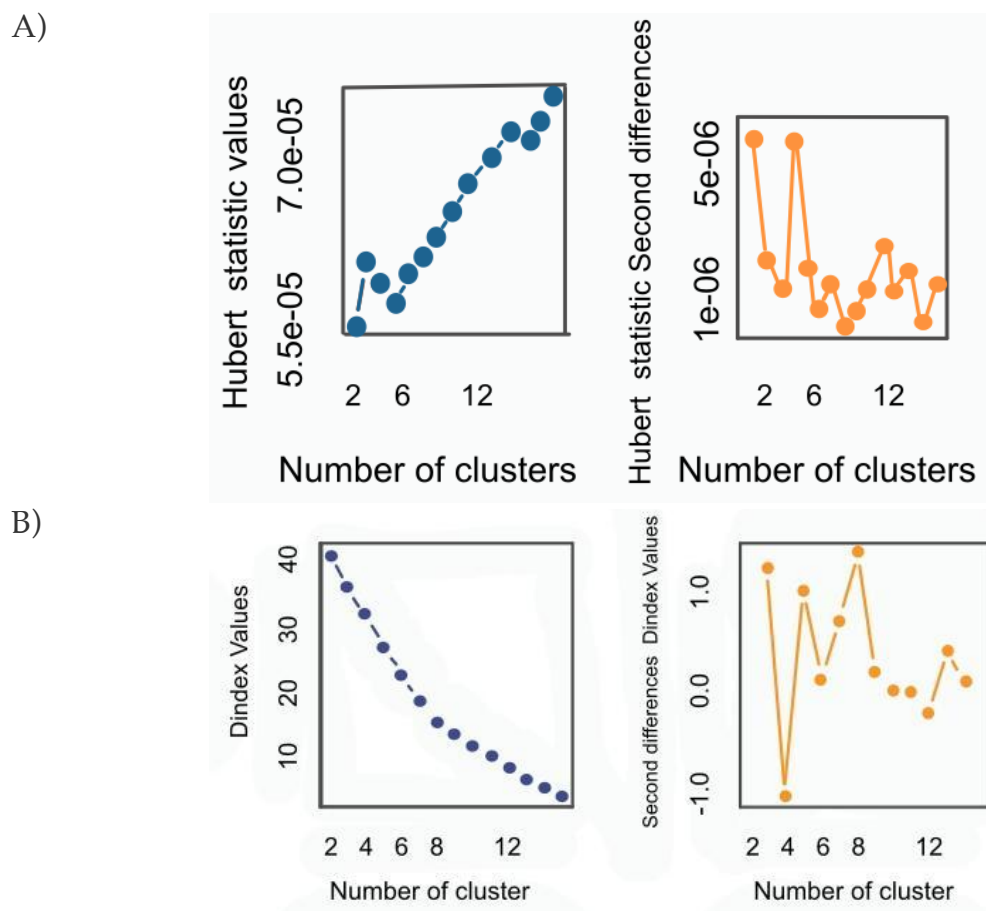 A)
Hubert statistic values
5.5e-05 7.0e-05
2 6 12
Number of clusters
Hubert statistic Second differences
1e-06 5e-06
2 6 12
Number of clusters
B)
Dindex Values
10 20 30 40
2 4 6 8 12
Number of cluster
Second differences Dindex Values
-1.0 0.0 1.0
2 4 6 8 12
Number of cluster